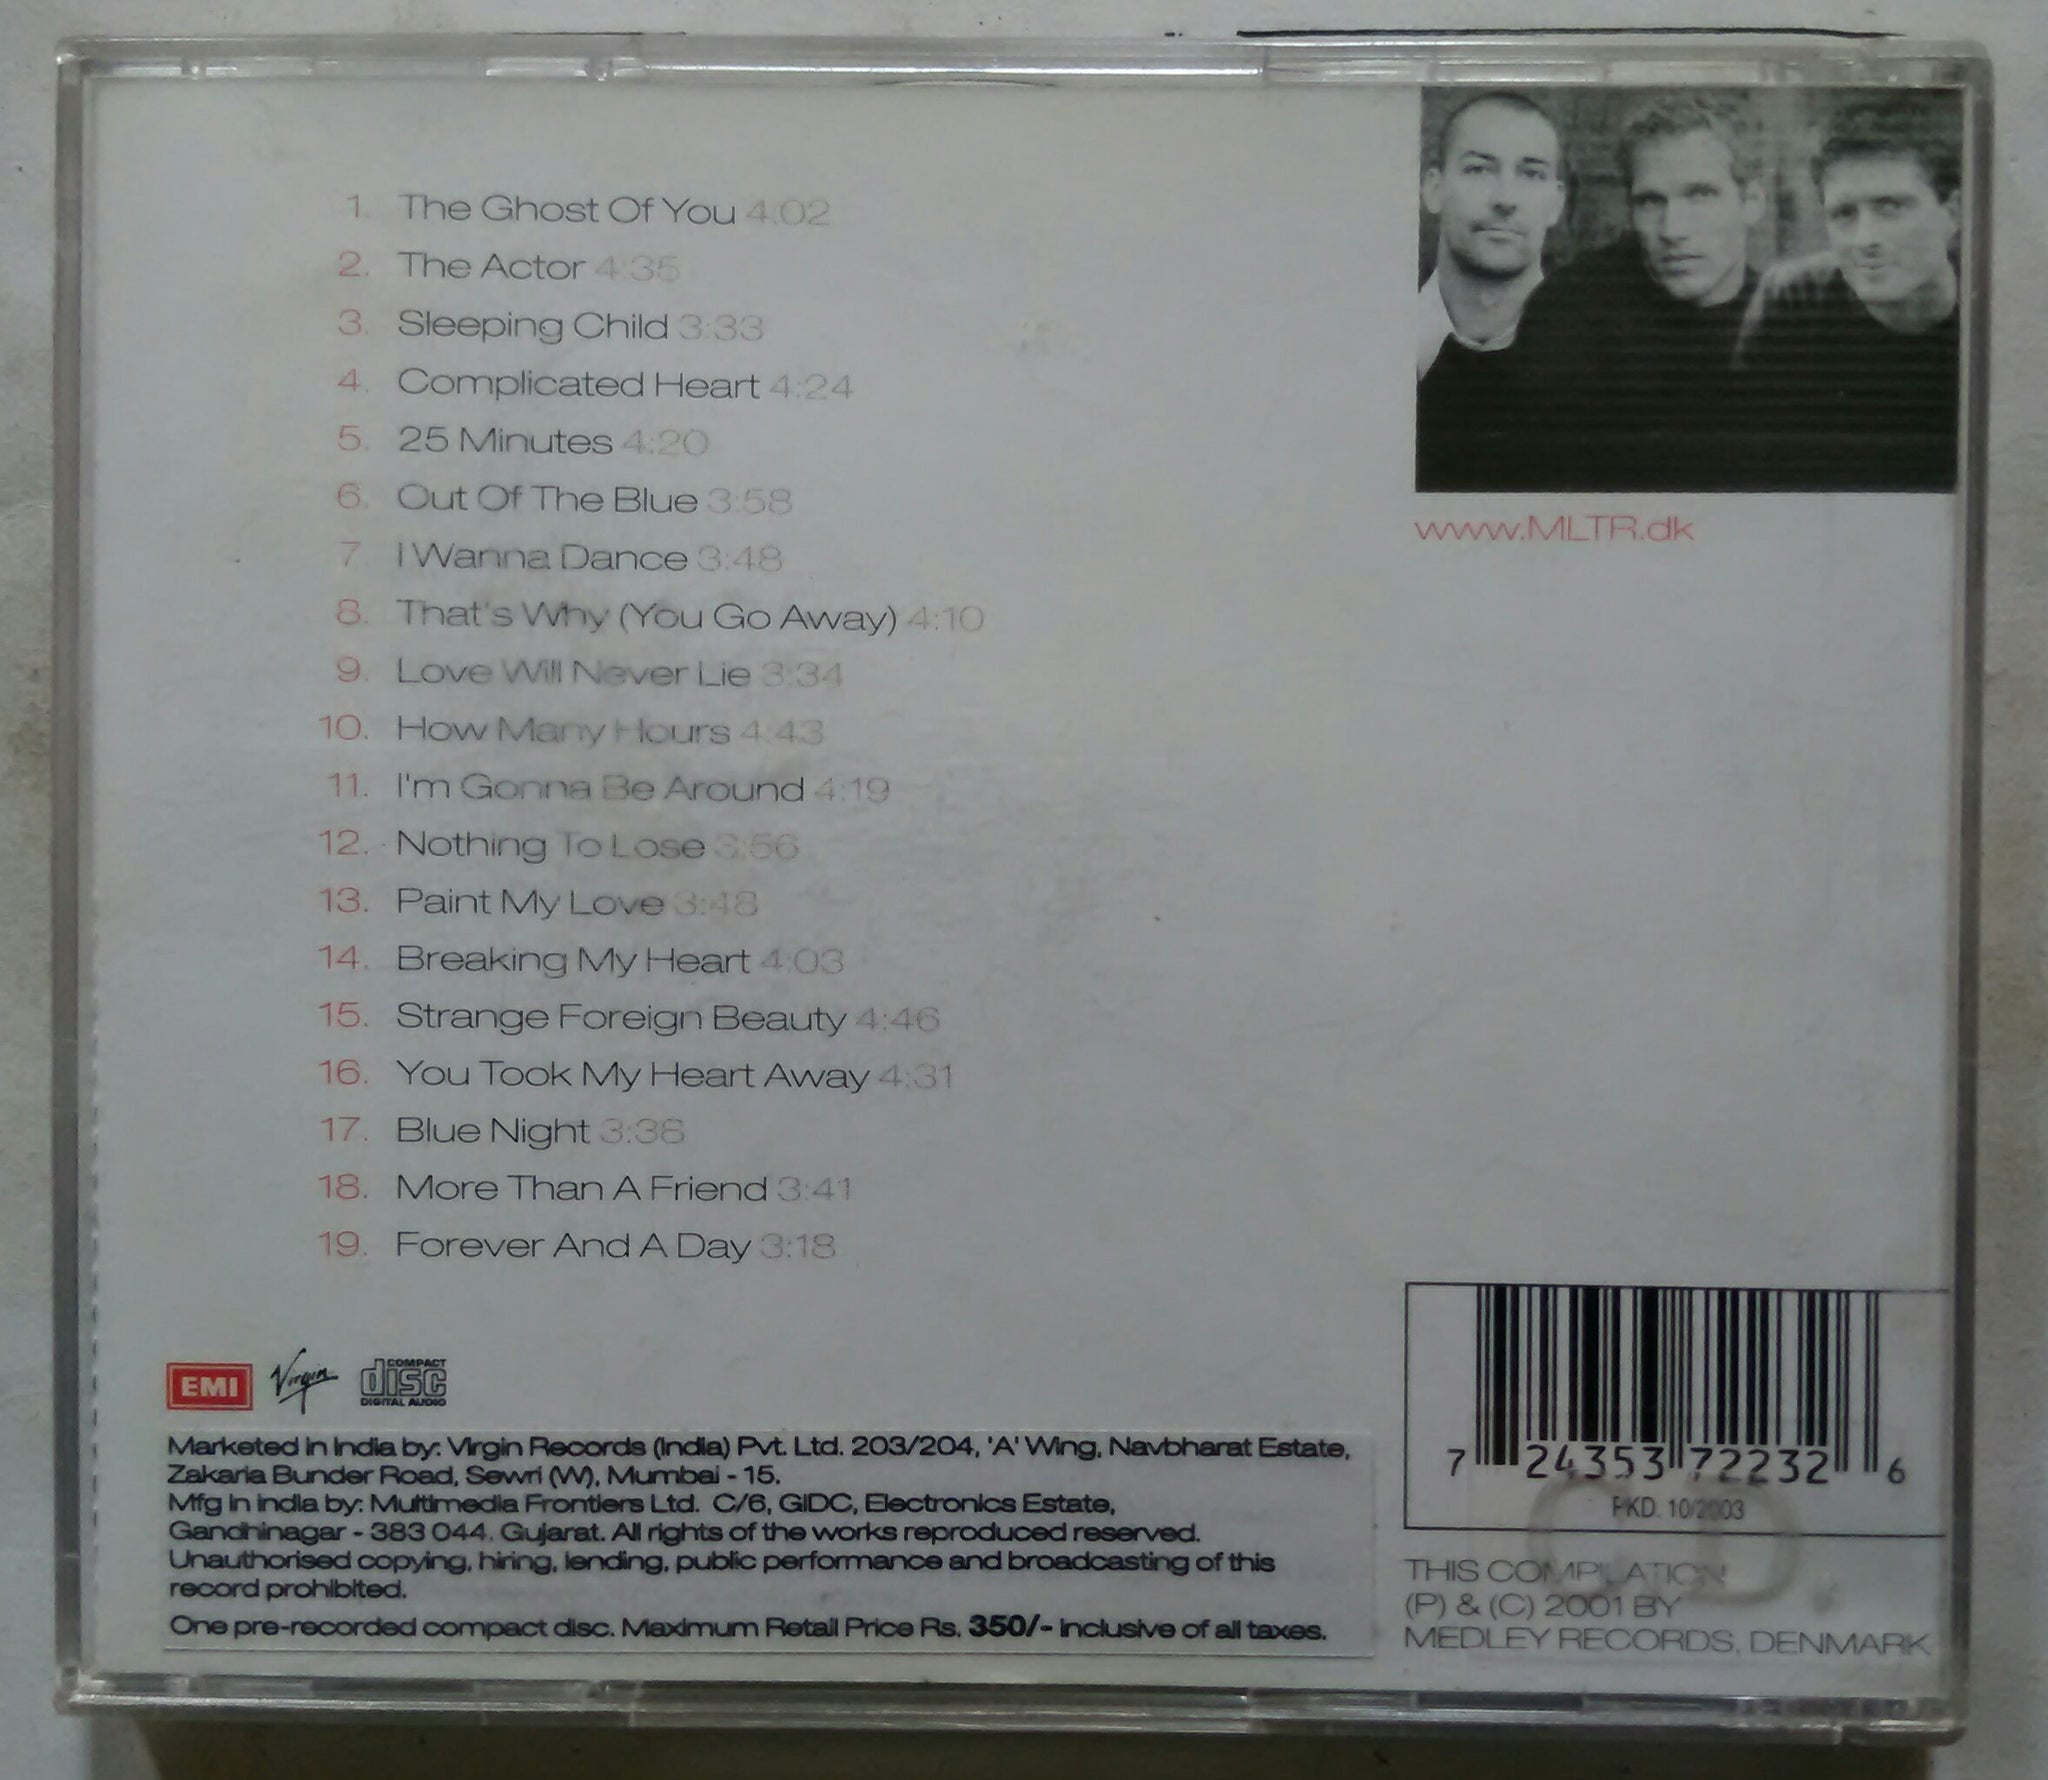 1. The Ghost Of You 4:02
2. The Actor 4:35
3. Sleeping Child 3:33
4. Complicated Heart 4:24
5. 25 Minutes 4:20
6. Out Of The Blue 3:58
7 I Wanna Dance 3:48
8. That's Why (You Go Away) 4:10
9. Love Will Never Lie 3:34
10. How Many Hours 4:43
11. I'm Gonna Be Around 4:19
12. Nothing To Lose 3:56
13. Paint My Love 3:48
14. Breaking My Heart 4:03
15. Strange Foreign Beauty 4:46
16. You Took My Heart Away 4:31
17. Blue Night 3:38
18. More Than A Friend 3:41
19. Forever And A Day 3:18
www.MLTR.dk
EMI Virgin COMPACT disc DIGITAL AUDIO
Marketed in India by: Virgin Records (India) Pvt. Ltd. 203/204, 'A' Wing, Navbharat Estate,
Zakaria Bunder Road, Sewri (W), Mumbai - 15.
Mfg in india by: Multimedia Frontiers Ltd. C/6, GIDC, Electronics Estate,
Gandhinagar - 383 044. Gujarat. All rights of the works reproduced reserved.
Unauthorised copying, hiring, lending, public performance and broadcasting of this
record prohibited.
One pre-recorded compact disc. Maximum Retail Price Rs. 350/- inclusive of all taxes.
7 24353 72232 6
PKD. 10/2003
THIS COMPILATION
(P) & (C) 2001 BY
MEDLEY RECORDS, DENMARK